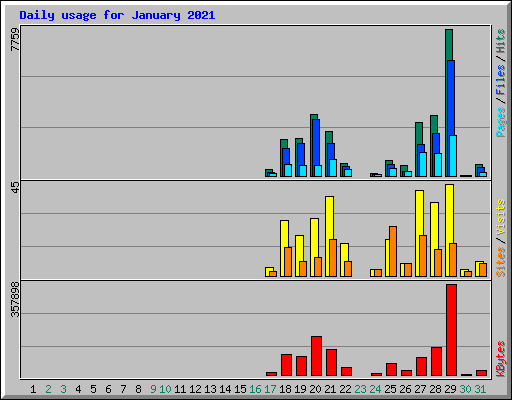 Daily usage for January 2021
7759
45
357898
Pages/Files/Hits
Sites/Visits
KBytes
1 2 3 4 5 6 7 8 9 10 11 12 13 14 15 16 17 18 19 20 21 22 23 24 25 26 27 28 29 30 31